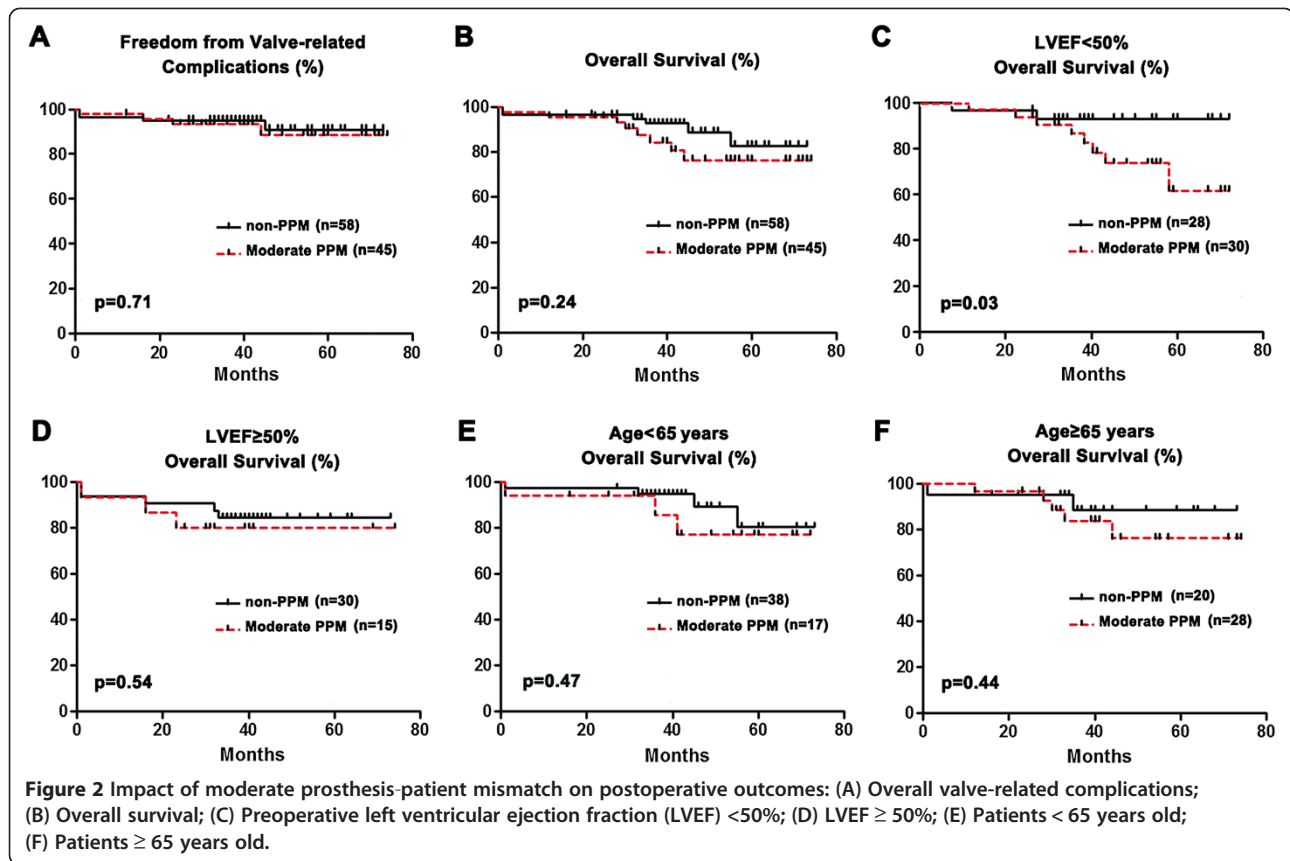 A
Freedom from Valve-related
Complications (%)
100
80
60
40
20
0
non-PPM (n=58)
Moderate PPM (n=45)
p=0.71
0 20 40 60 80
Months
B
Overall Survival (%)
100
80
60
40
20
0
non-PPM (n=58)
Moderate PPM (n=45)
p=0.24
0 20 40 60 80
Months
C
LVEF<50%
Overall Survival (%)
100
80
60
40
20
0
non-PPM (n=28)
Moderate PPM (n=30)
p=0.03
0 20 40 60 80
Months
D
LVEF≥50%
Overall Survival (%)
100
80
60
40
20
0
non-PPM (n=30)
Moderate PPM (n=15)
p=0.54
0 20 40 60 80
Months
E
Age<65 years
Overall Survival (%)
100
80
60
40
20
0
non-PPM (n=38)
Moderate PPM (n=17)
p=0.47
0 20 40 60 80
Months
F
Age≥65 years
Overall Survival (%)
100
80
60
40
20
0
non-PPM (n=20)
Moderate PPM (n=28)
p=0.44
0 20 40 60 80
Months
Figure 2 Impact of moderate prosthesis-patient mismatch on postoperative outcomes: (A) Overall valve-related complications;
(B) Overall survival; (C) Preoperative left ventricular ejection fraction (LVEF) <50%; (D) LVEF ≥ 50%; (E) Patients < 65 years old;
(F) Patients ≥ 65 years old.